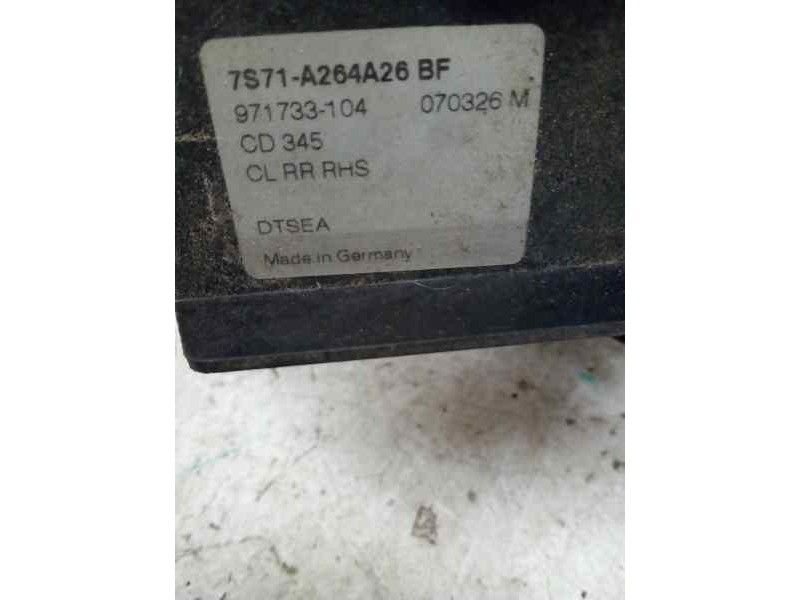 7S71-A264A26 BF
971733-104 070326 M
CD 345
CL RR RHS
DTSEA
Made in Germany